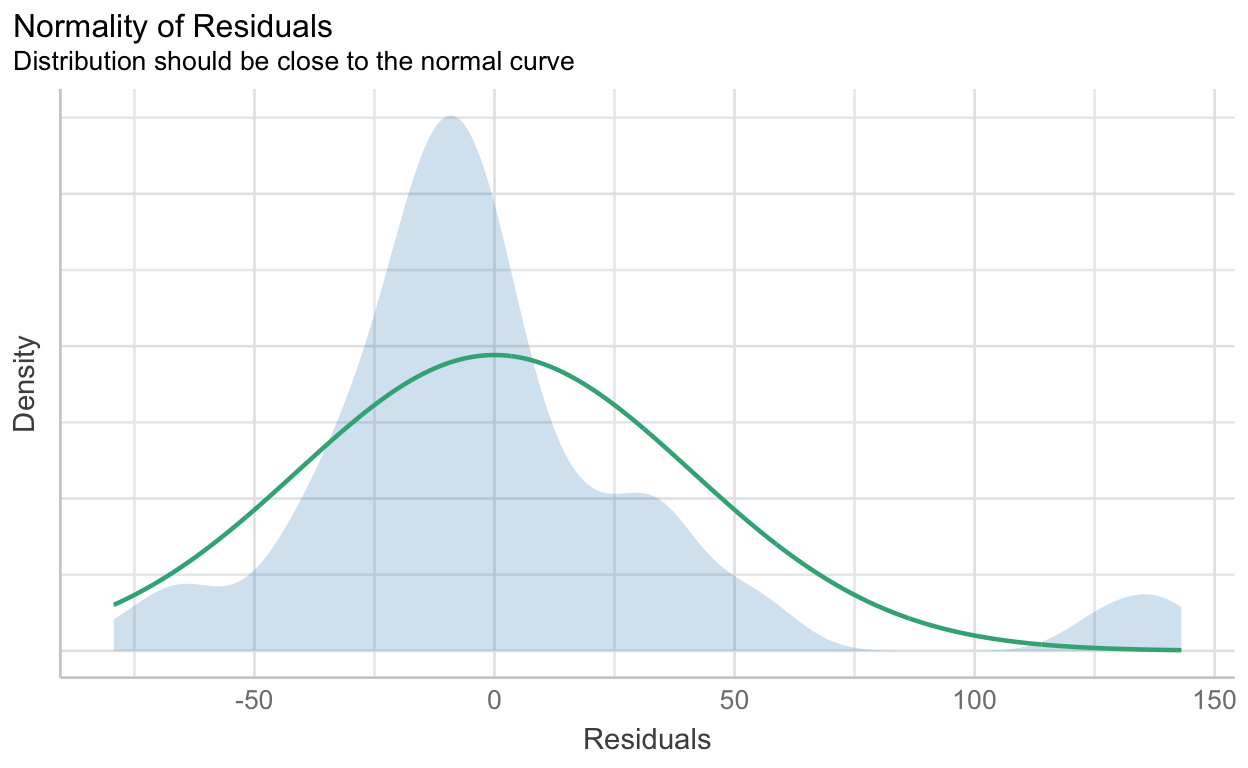 Normality of Residuals
Distribution should be close to the normal curve
Density
-50 0 50 100 150
Residuals